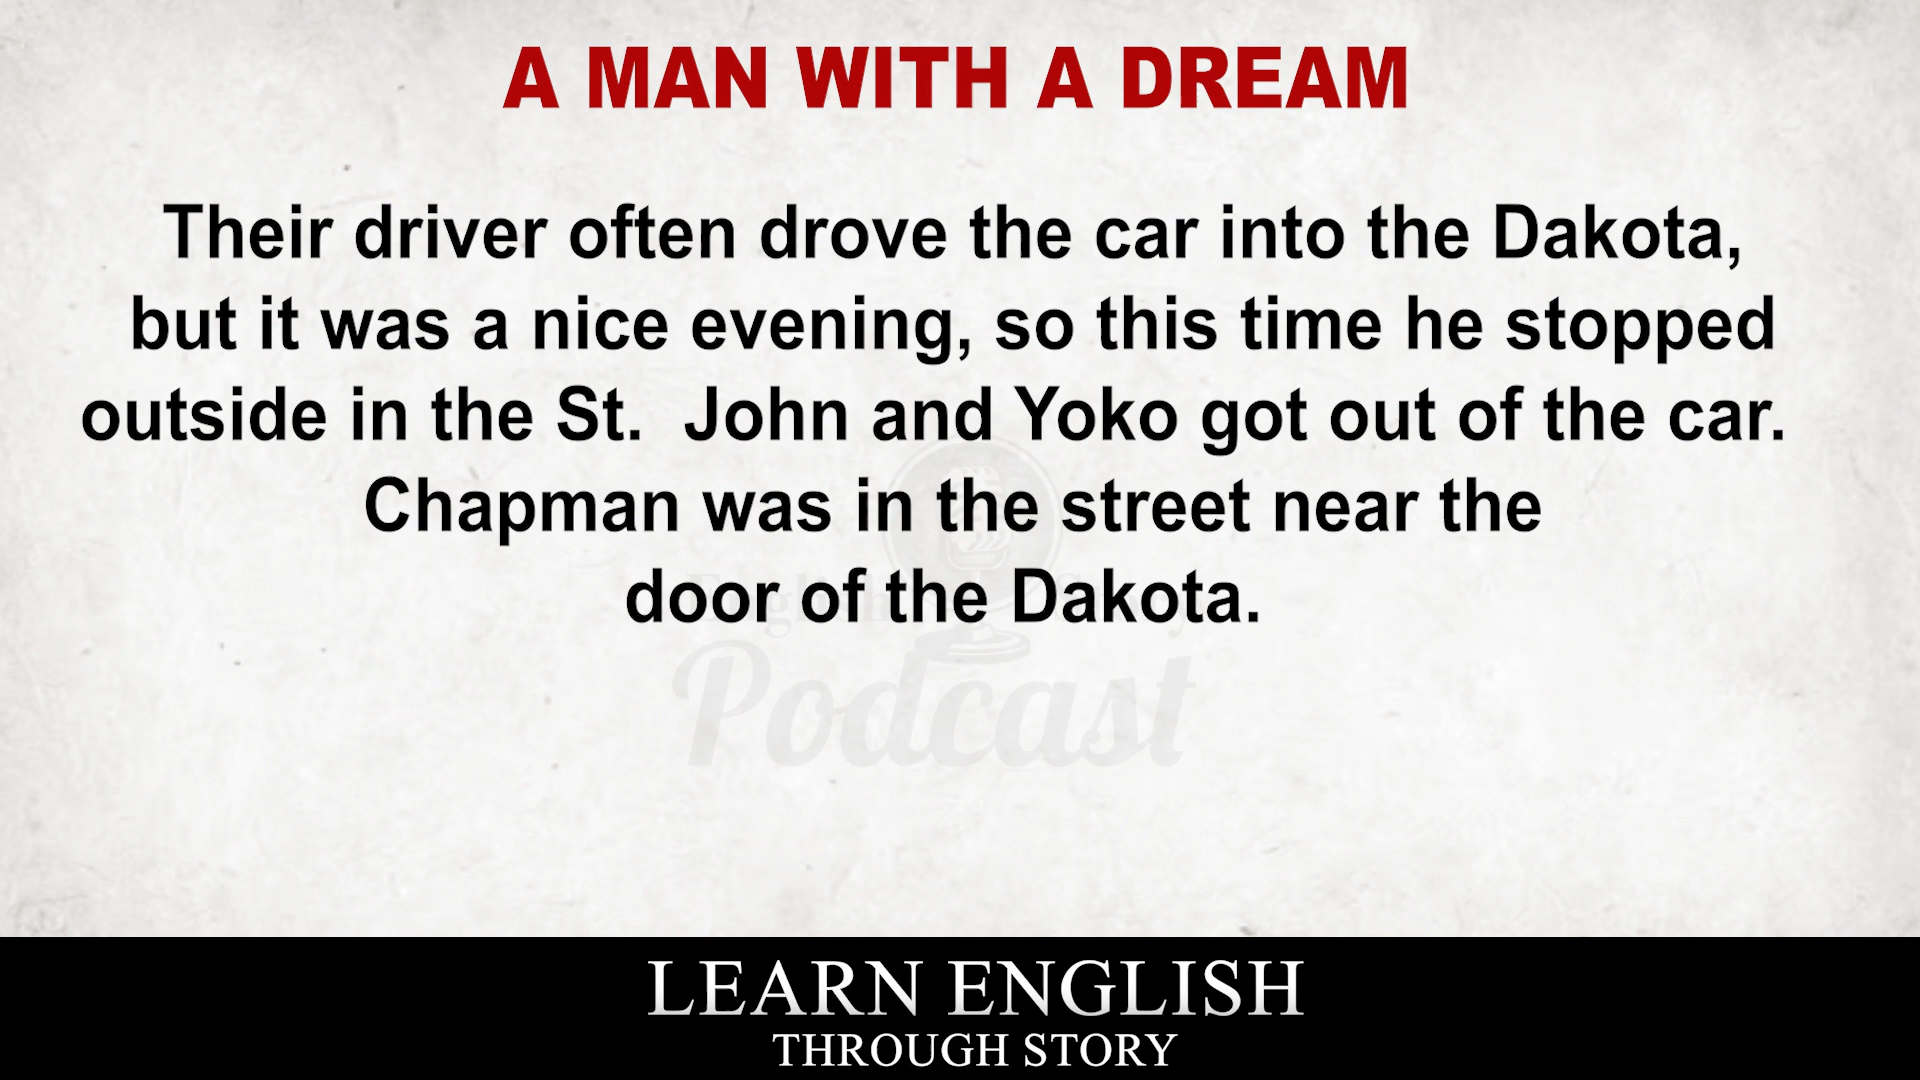 A MAN WITH A DREAM
Their driver often drove the car into the Dakota,
but it was a nice evening, so this time he stopped
outside in the St.  John and Yoko got out of the car.
Chapman was in the street near the
door of the Dakota.
Podcast
LEARN ENGLISH
THROUGH STORY